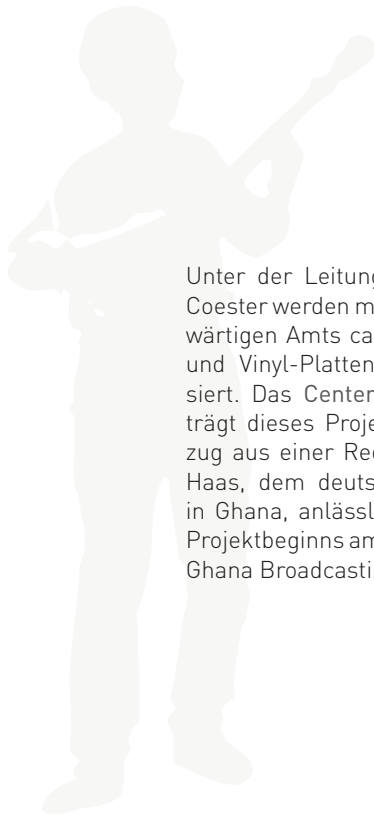 Unter der Leitung
Coester werden m
wärtigen Amts ca
und Vinyl-Platten
siert. Das Center
trägt dieses Proje
zug aus einer Re
Haas, dem deuts
in Ghana, anlässl
Projektbeginns am
Ghana Broadcasti